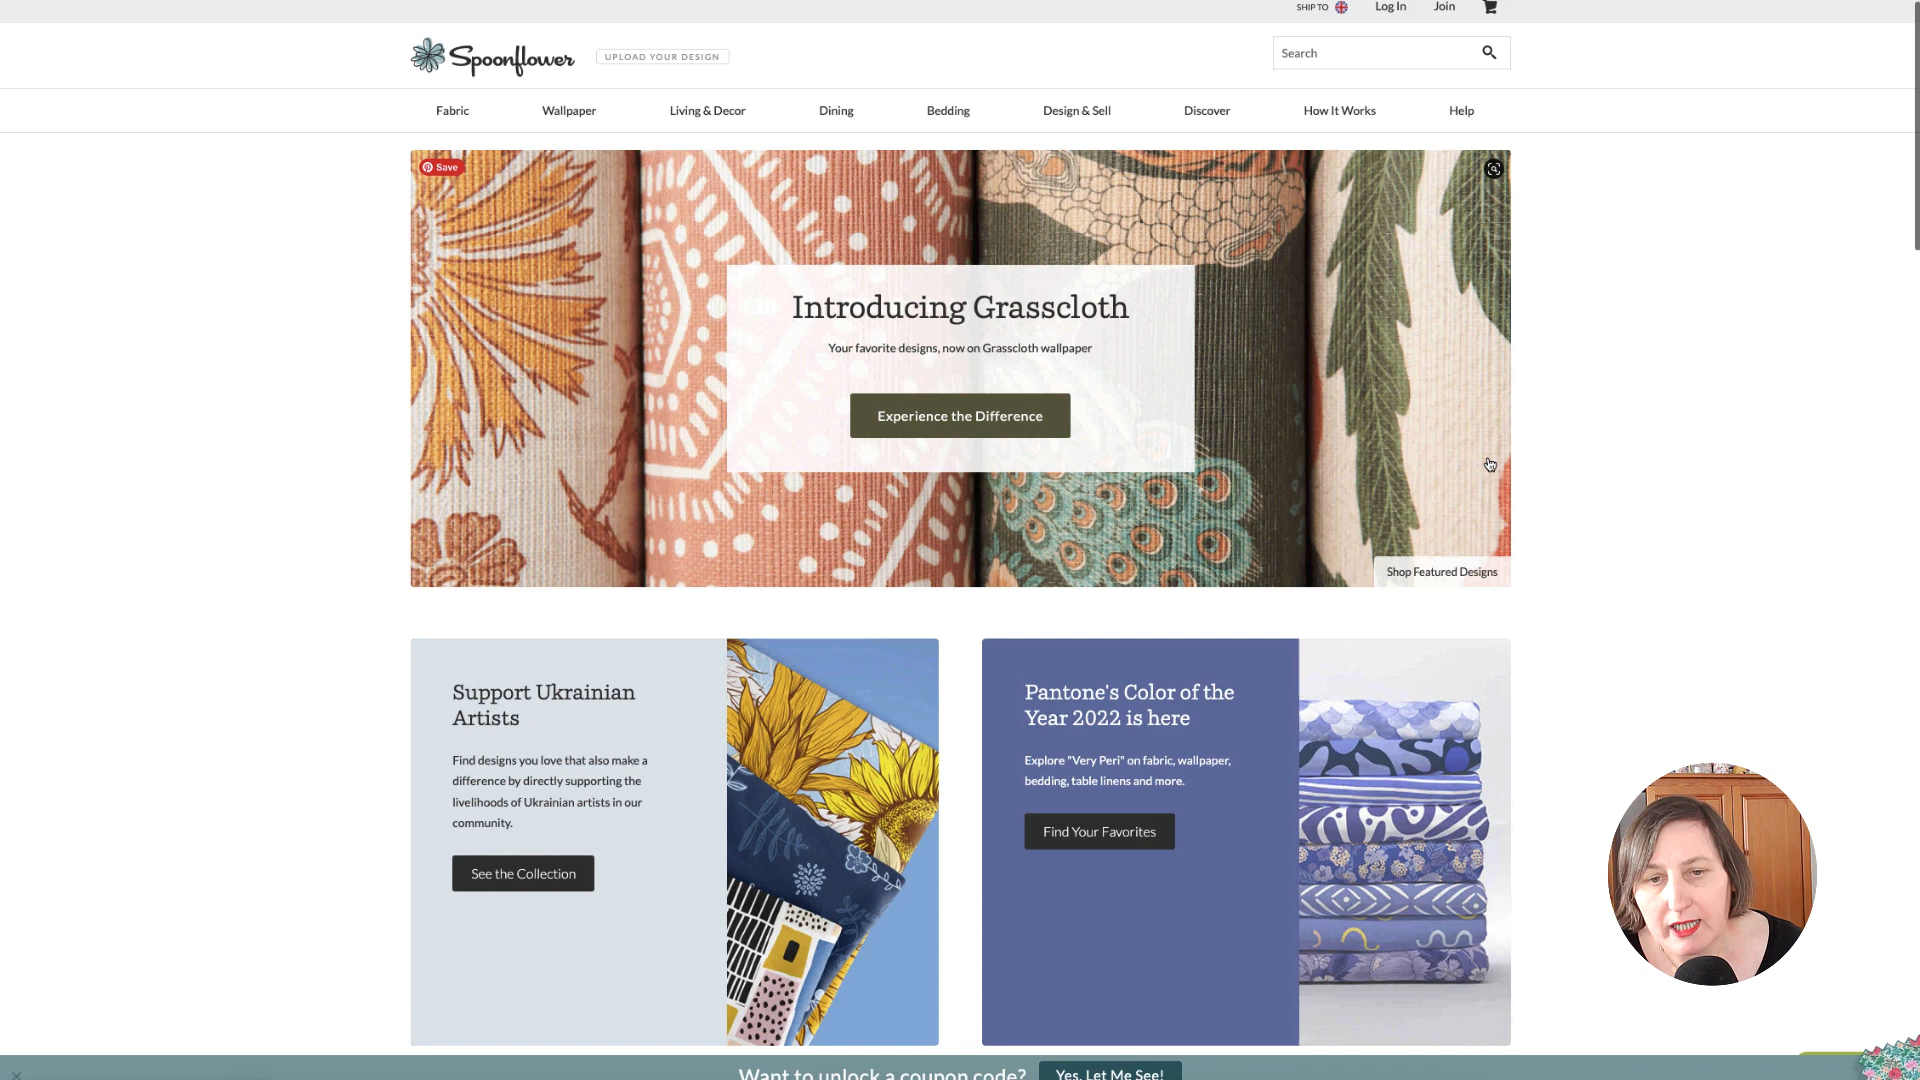 SHIP TO
Log In
Join
Spoonflower
UPLOAD YOUR DESIGN
Search
Fabric
Wallpaper
Living & Decor
Dining
Bedding
Design & Sell
Discover
How It Works
Help
Save
Introducing Grasscloth
Your favorite designs, now on Grasscloth wallpaper
Experience the Difference
Shop Featured Designs
Support Ukrainian
Artists
Find designs you love that also make a
difference by directly supporting the
livelihoods of Ukrainian artists in our
community.
See the Collection
Pantone's Color of the
Year 2022 is here
Explore "Very Peri" on fabric, wallpaper,
bedding, table linens and more.
Find Your Favorites
Want to unlock a coupon code?
Yes, Let Me See!